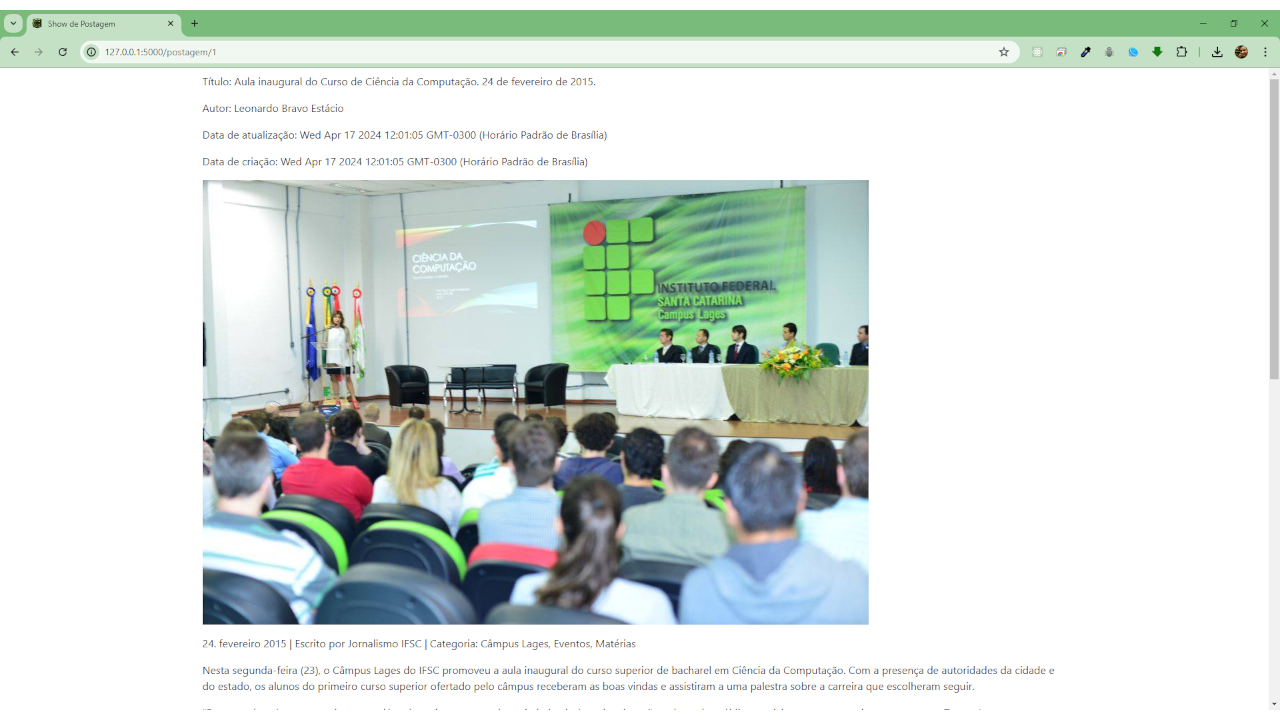 Show de Postagem
127.0.0.1:5000/postagem/1
Título: Aula inaugural do Curso de Ciência da Computação. 24 de fevereiro de 2015.
Autor: Leonardo Bravo Estácio
Data de atualização: Wed Apr 17 2024 12:01:05 GMT-0300 (Horário Padrão de Brasília)
Data de criação: Wed Apr 17 2024 12:01:05 GMT-0300 (Horário Padrão de Brasília)
CIÊNCIA DA
COMPUTAÇÃO
INSTITUTO FEDERAL
SANTA CATARINA
Campus Lages
24. fevereiro 2015 | Escrito por Jornalismo IFSC | Categoria: Câmpus Lages, Eventos, Matérias
Nesta segunda-feira (23), o Câmpus Lages do IFSC promoveu a aula inaugural do curso superior de bacharel em Ciência da Computação. Com a presença de autoridades da cidade e
do estado, os alunos do primeiro curso superior ofertado pelo câmpus receberam as boas vindas e assistiram a uma palestra sobre a carreira que escolheram seguir.